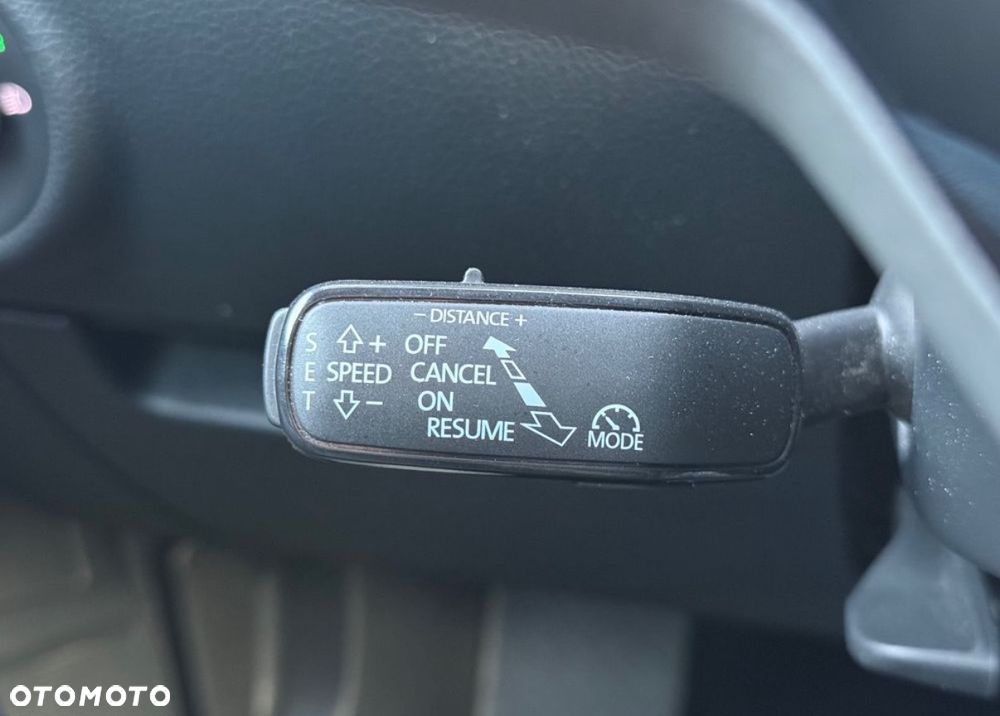 − DISTANCE +
S + OFF
E SPEED CANCEL
T − ON
RESUME
MODE
OTOMOTO